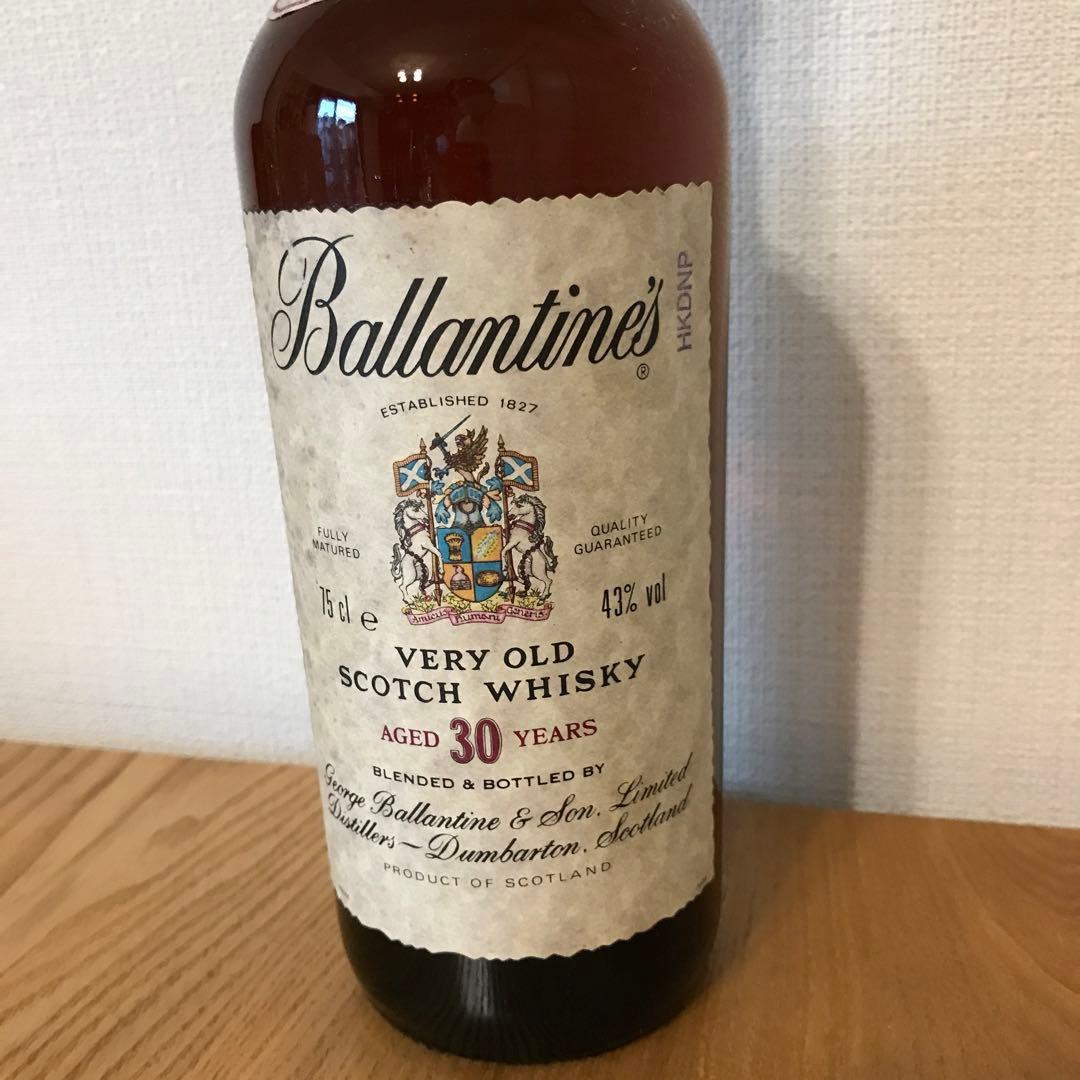 Ballantine's
®
HKDNP
ESTABLISHED 1827
FULLY
MATURED
QUALITY
GUARANTEED
75 cl e
43% vol
Amicus Humani Generis
VERY OLD
SCOTCH WHISKY
AGED 30 YEARS
BLENDED & BOTTLED BY
George Ballantine & Son, Limited
Distillers – Dumbarton, Scotland
PRODUCT OF SCOTLAND